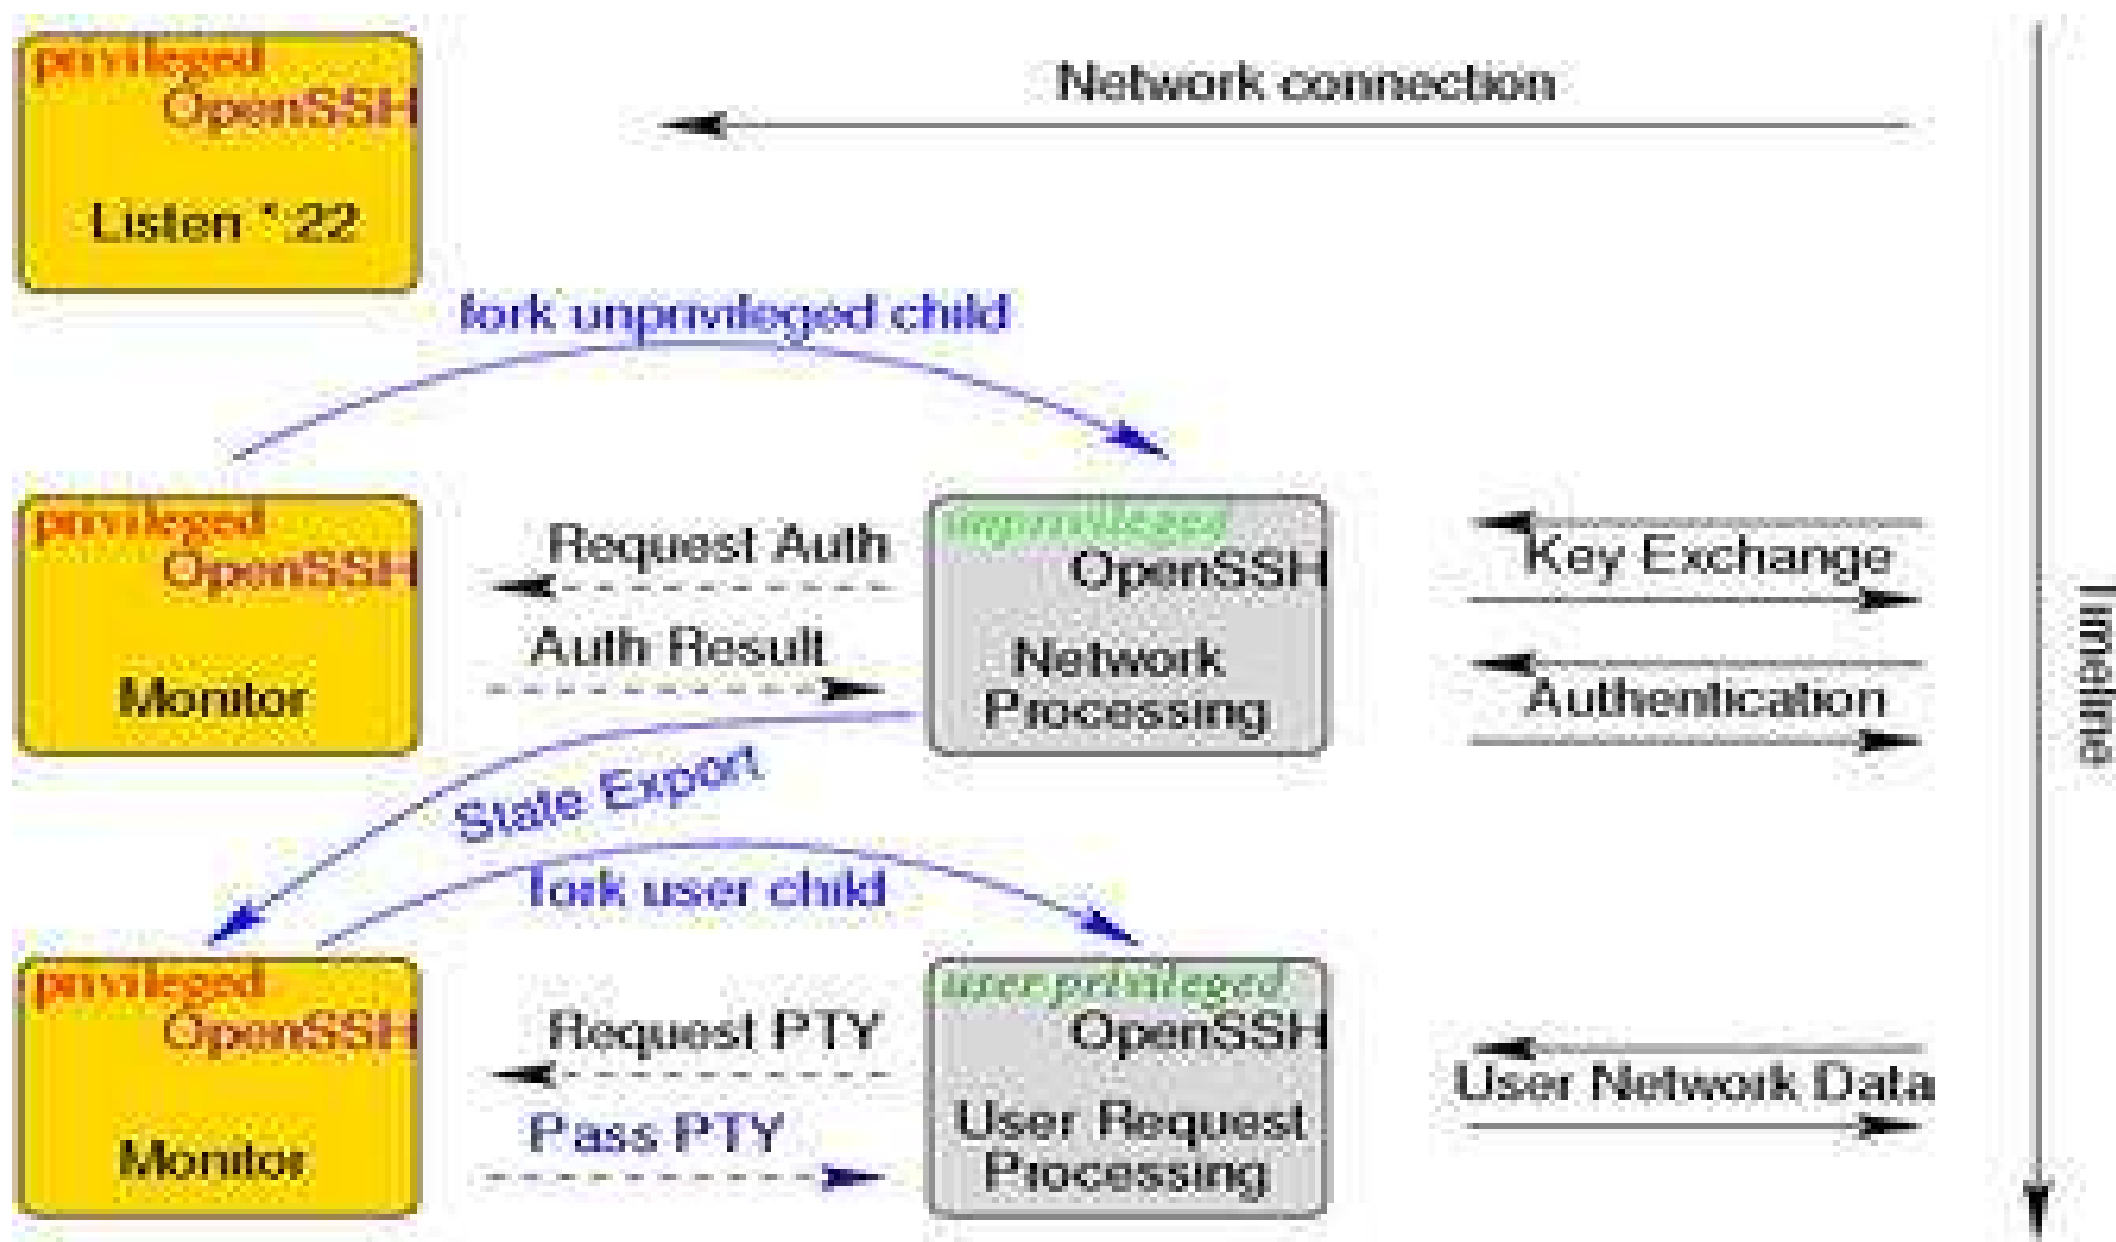 privileged
OpenSSH
Listen *:22
Network connection
fork unprivileged child
privileged
OpenSSH
Monitor
Request Auth
Auth Result
unprivileged
OpenSSH
Network
Processing
Key Exchange
Authentication
Timeline
State Export
fork user child
privileged
OpenSSH
Monitor
Request PTY
Pass PTY
user privileged
OpenSSH
User Request
Processing
User Network Data